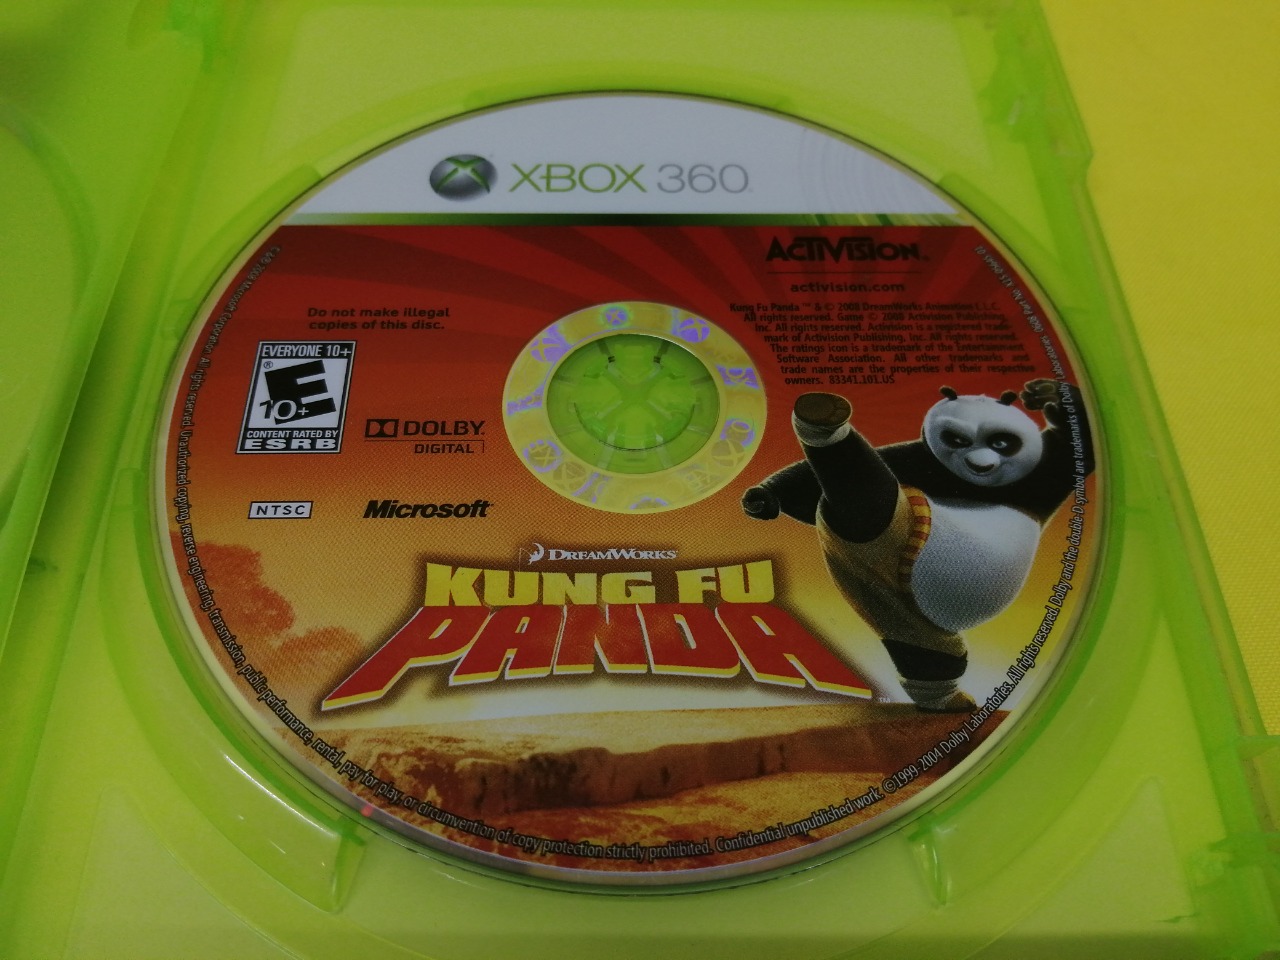 XBOX 360
ACTIVISION
activision.com
Do not make illegal
copies of this disc.
Kung Fu Panda ™ & © 2008 DreamWorks Animation L.L.C.
All rights reserved. Game © 2008 Activision Publishing,
Inc. All rights reserved. Activision is a registered trade-
mark of Activision Publishing, Inc. All rights reserved.
The ratings icon is a trademark of the Entertainment
Software Association. All other trademarks and
trade names are the properties of their respective
owners. 83341.101.US
EVERYONE 10+
E
10+
®
CONTENT RATED BY
ESRB
DOLBY
DIGITAL
NTSC
Microsoft®
DREAMWORKS
KUNG FU
PANDA™
Microsoft Corporation. All rights reserved. Unauthorized copying, reverse engineering, transmission, public performance, rental, pay for play, or circumvention of copy protection strictly prohibited. Confidential unpublished work. ©1999-2004 Dolby Laboratories. All rights reserved. Dolby and the double-D symbol are trademarks of Dolby Laboratories.